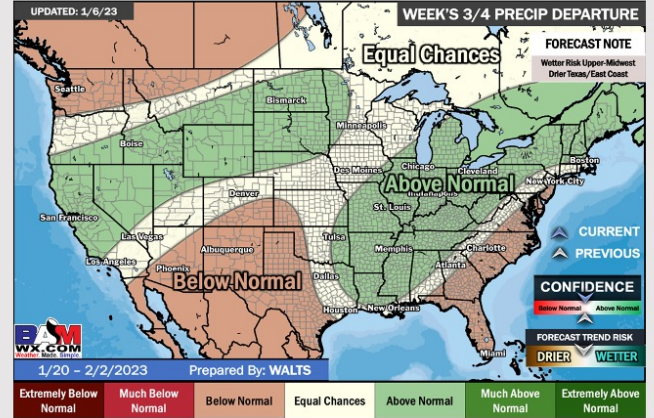 UPDATED: 1/6/23
WEEK'S 3/4 PRECIP DEPARTURE
FORECAST NOTE
Wetter Risk Upper-Midwest
Drier Texas/East Coast
Equal Chances
Seattle
Bismarck
Minneapolis
Boise
Des Moines
Chicago
Cleveland
Boston
Above Normal
New York City
Denver
St. Louis
San Francisco
Las Vegas
Tulsa
Memphis
Charlotte
Los Angeles
Albuquerque
Phoenix
Below Normal
Atlanta
Dallas
Houston
New Orleans
Miami
CURRENT
PREVIOUS
CONFIDENCE
Below Normal
Above Normal
FORECAST TREND RISK
DRIER
WETTER
BAM
WX.COM
Weather. Made. Simple.
1/20 – 2/2/2023
Prepared By: WALTS
Extremely Below
Normal
Much Below
Normal
Below Normal
Equal Chances
Above Normal
Much Above
Normal
Extremely Above
Normal